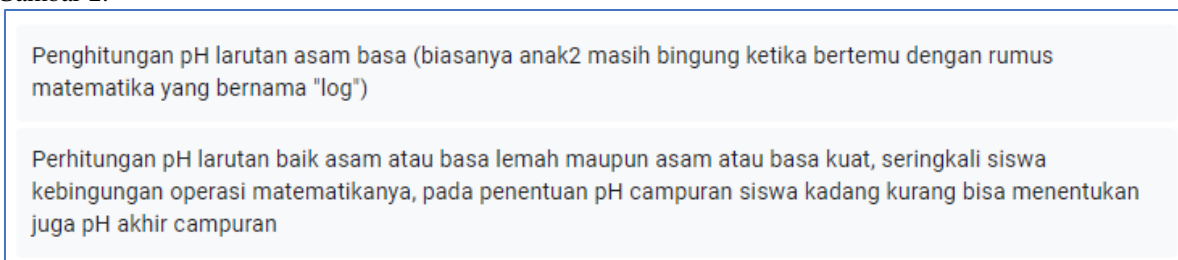 Penghitungan pH larutan asam basa (biasanya anak2 masih bingung ketika bertemu dengan rumus
matematika yang bernama "log")
Perhitungan pH larutan baik asam atau basa lemah maupun asam atau basa kuat, seringkali siswa
kebingungan operasi matematikanya, pada penentuan pH campuran siswa kadang kurang bisa menentukan
juga pH akhir campuran